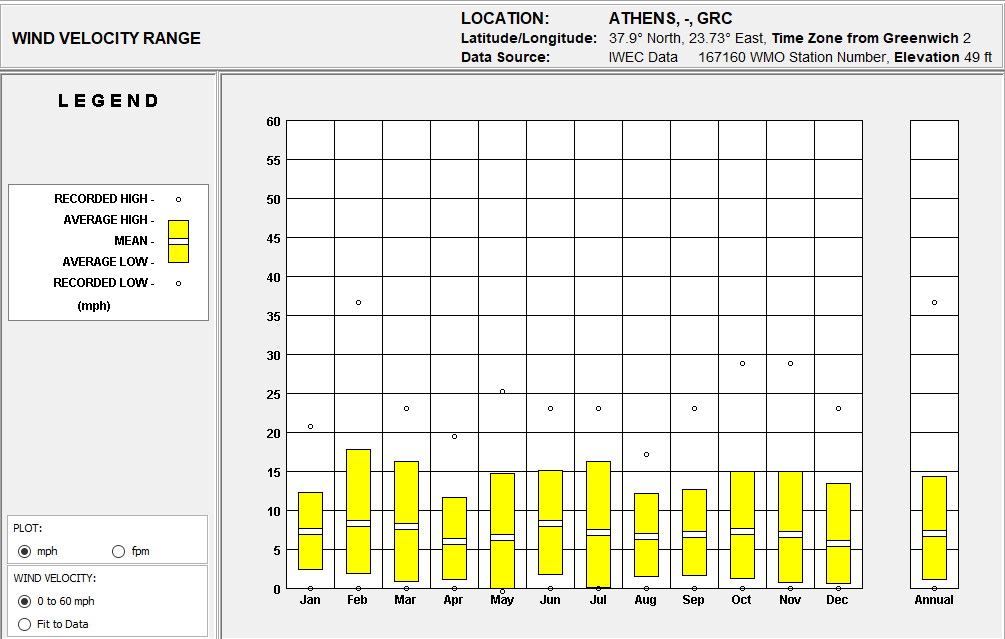 WIND VELOCITY RANGE
LOCATION: ATHENS, -, GRC
Latitude/Longitude: 37.9° North, 23.73° East, Time Zone from Greenwich 2
Data Source: IWEC Data 167160 WMO Station Number, Elevation 49 ft
LEGEND
RECORDED HIGH -
AVERAGE HIGH -
MEAN -
AVERAGE LOW -
RECORDED LOW -
(mph)
PLOT:
mph fpm
WIND VELOCITY:
0 to 60 mph
Fit to Data
60
55
50
45
40
35
30
25
20
15
10
5
0
Jan Feb Mar Apr May Jun Jul Aug Sep Oct Nov Dec Annual